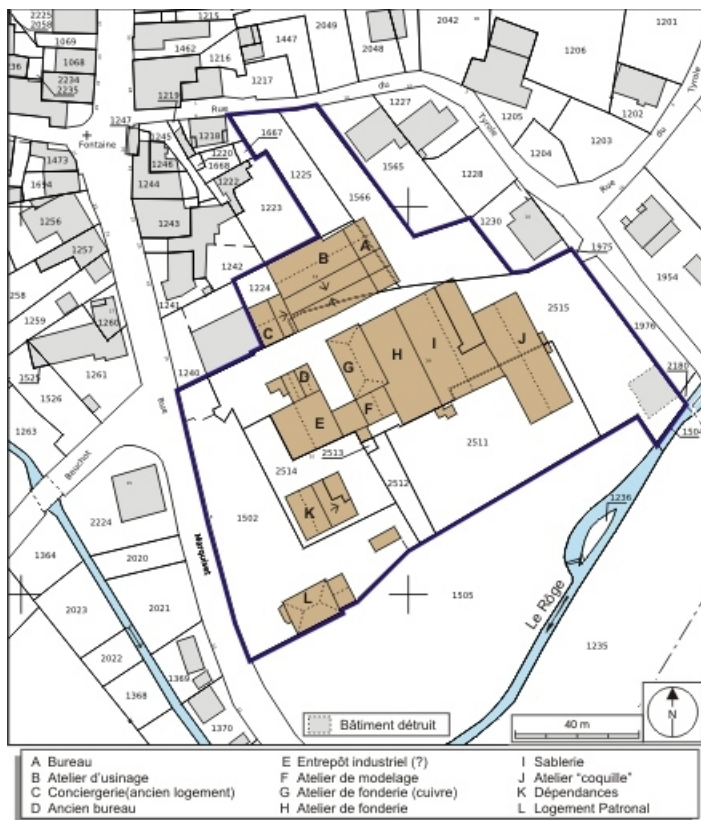 2225
2058
1069
1068
2234
2235
1215
1462
1216
1447
1217
2049
2048
2042
1206
1201
1202
1205
1204
1203
1219
1247
Fontaine
1245
1246
1218
1220
1668
1222
1667
1225
1227
Rue du Tyrole
1565
1566
1228
1230
Rue du Tyrole
1975
1954
1976
2180
1504
1473
1694
1244
1243
1223
1256
1257
1242
1224
1241
1259
1260
1261
1240
1525
1526
1263
A
B
C
D
E
F
G
H
I
J
K
L
2515
2511
2513
2514
2512
1502
Rue Marquiset
Beuchot
2224
1364
2020
2023
2021
2022
1368
1369
1370
1505
1236
1235
Le Rôge
Bâtiment détruit
40 m
N
A Bureau
B Atelier d'usinage
C Conciergerie(ancien logement)
D Ancien bureau
E Entrepôt industriel (?)
F Atelier de modelage
G Atelier de fonderie (cuivre)
H Atelier de fonderie
I Sablerie
J Atelier "coquille"
K Dépendances
L Logement Patronal